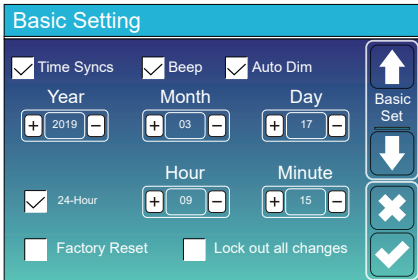 Basic Setting
Time Syncs Beep Auto Dim
Year Month Day
+ 2019 − + 03 − + 17 −
Basic
Set
Hour Minute
24-Hour + 09 − + 15 −
Factory Reset Lock out all changes